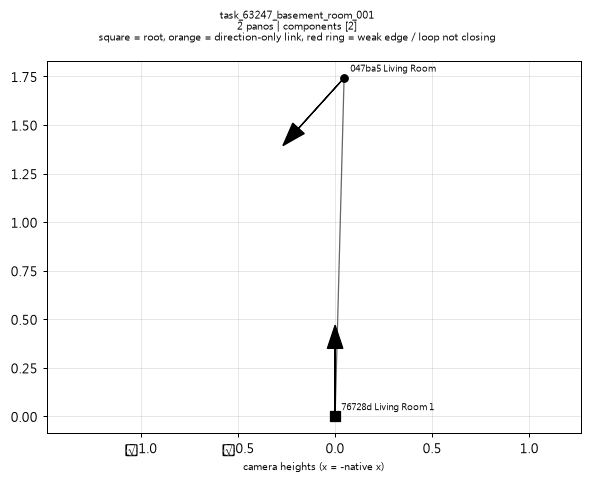 task_63247_basement_room_001
2 panos | components [2]
square = root, orange = direction-only link, red ring = weak edge / loop not closing
1.75
047ba5 Living Room
1.50
1.25
1.00
0.75
0.50
0.25
76728d Living Room 1
0.00
√1.0 √0.5 0.0 0.5 1.0
camera heights (x = -native x)